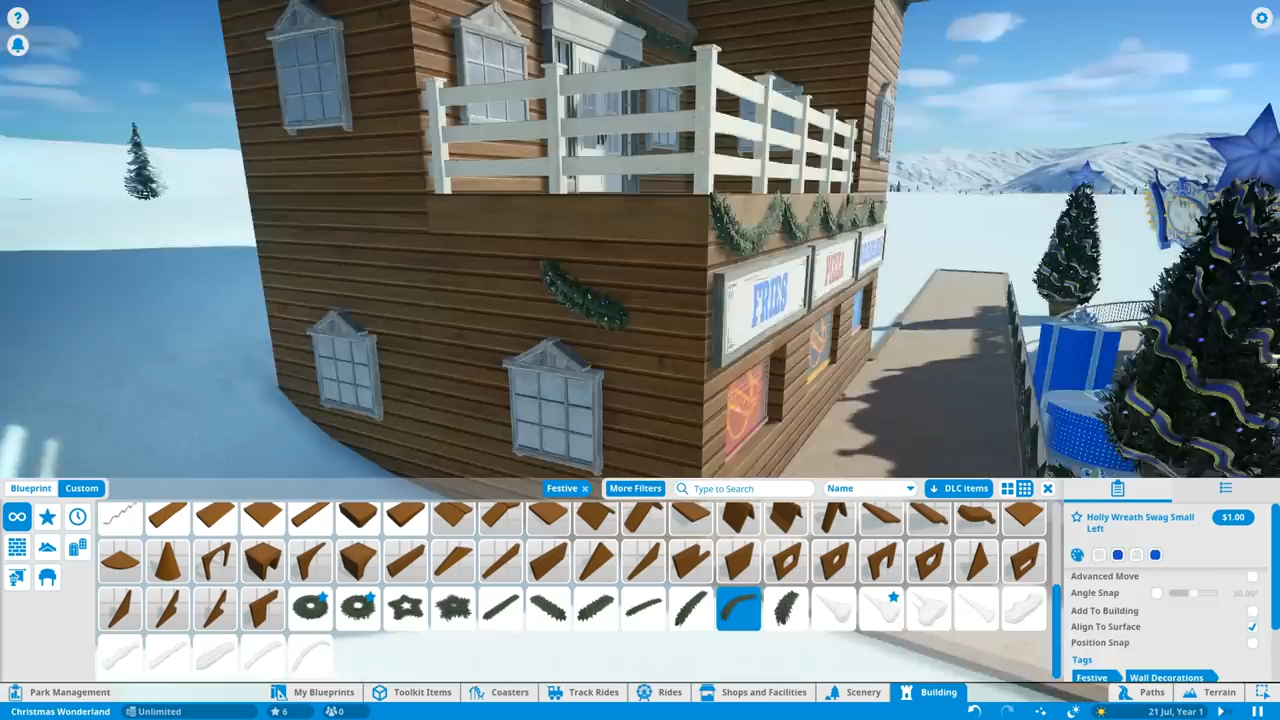 ?
FRIES
PIZZA
Blueprint
Custom
Festive ×
More Filters
Type to Search
Name
DLC items
Holly Wreath Swag Small Left
$1.00
Advanced Move
Angle Snap
30.00°
Add To Building
Align To Surface
Position Snap
Tags
Festive
Wall Decorations
Park Management
My Blueprints
Toolkit Items
Coasters
Track Rides
Rides
Shops and Facilities
Scenery
Building
Paths
Terrain
Christmas Wonderland
Unlimited
6
0
21 Jul, Year 1